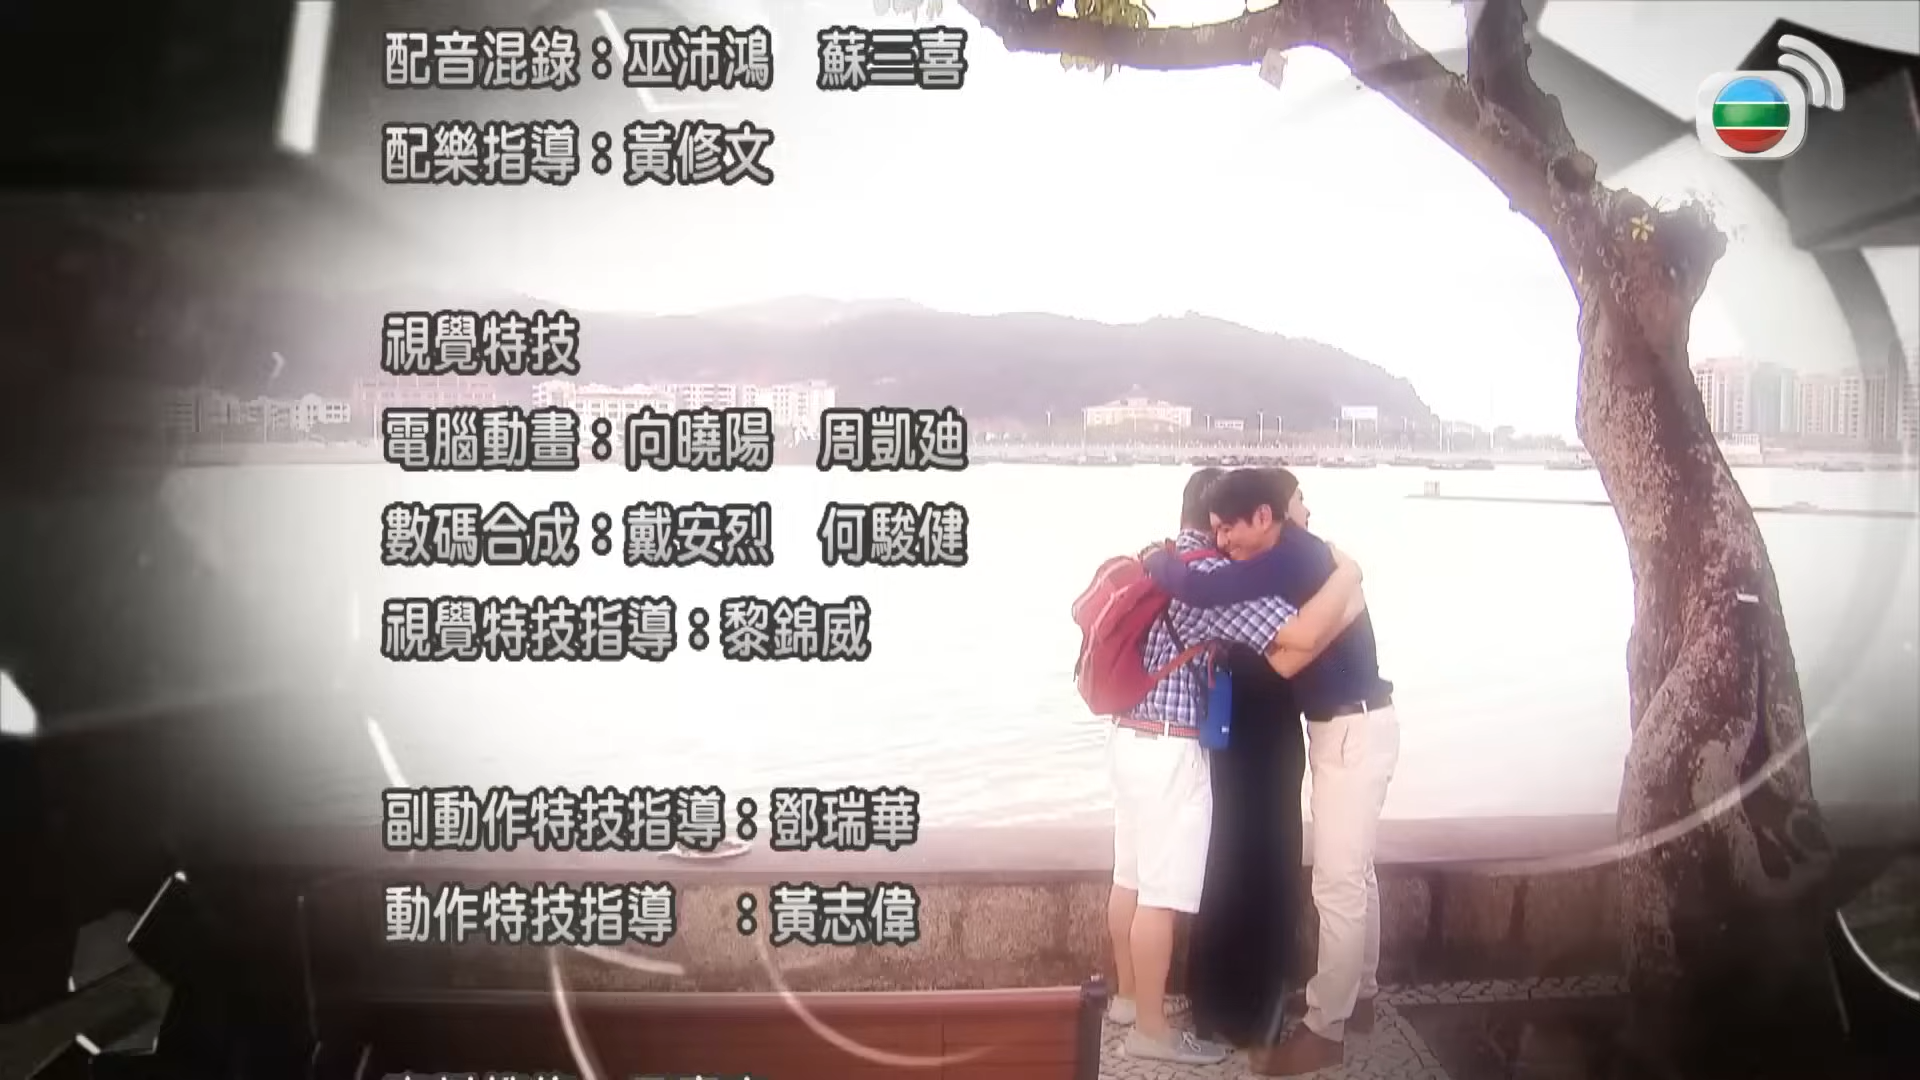 配音混錄：巫沛鴻　蘇三喜
配樂指導：黃修文
視覺特技
電腦動畫：向曉陽　周凱廸
數碼合成：戴安烈　何駿健
視覺特技指導：黎錦威
副動作特技指導：鄧瑞華
動作特技指導　：黃志偉